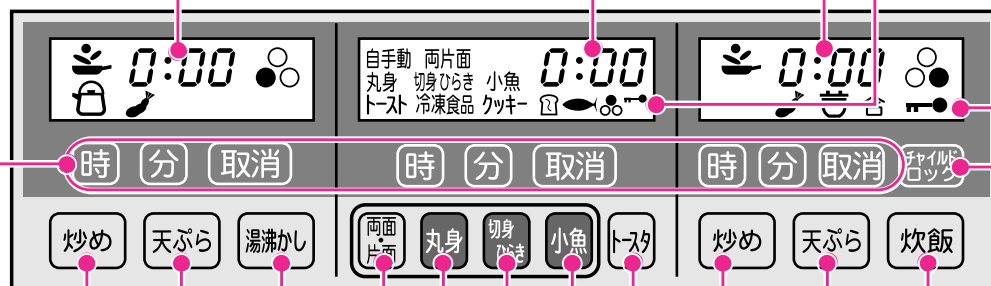 0:00
自手動 両片面
丸身 切身ひらき 小魚
トースト 冷凍食品 クッキー
0:00
0:00
時 分 取消
時 分 取消
時 分 取消 チャイルドロック
炒め 天ぷら 湯沸かし
両面・片面 丸身 切身ひらき 小魚 トースタ
炒め 天ぷら 炊飯